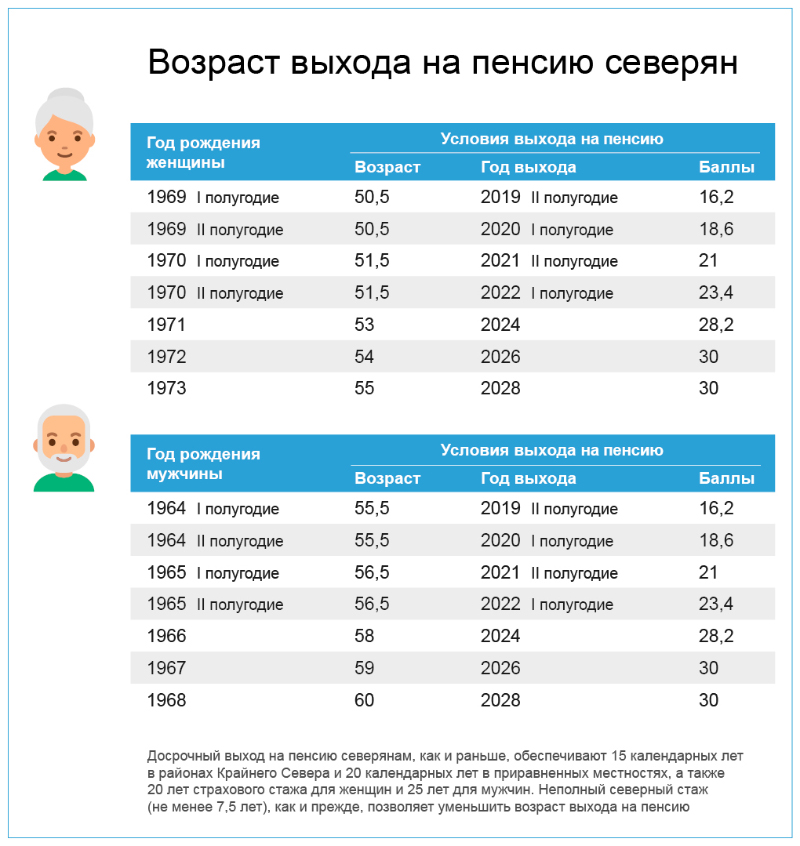 Возраст выхода на пенсию северян
Год рождения женщины Условия выхода на пенсию
Возраст Год выхода Баллы
1969 I полугодие 50,5 2019 II полугодие 16,2
1969 II полугодие 50,5 2020 I полугодие 18,6
1970 I полугодие 51,5 2021 II полугодие 21
1970 II полугодие 51,5 2022 I полугодие 23,4
1971 53 2024 28,2
1972 54 2026 30
1973 55 2028 30
Год рождения мужчины Условия выхода на пенсию
Возраст Год выхода Баллы
1964 I полугодие 55,5 2019 II полугодие 16,2
1964 II полугодие 55,5 2020 I полугодие 18,6
1965 I полугодие 56,5 2021 II полугодие 21
1965 II полугодие 56,5 2022 I полугодие 23,4
1966 58 2024 28,2
1967 59 2026 30
1968 60 2028 30
Досрочный выход на пенсию северянам, как и раньше, обеспечивают 15 календарных лет
в районах Крайнего Севера и 20 календарных лет в приравненных местностях, а также
20 лет страхового стажа для женщин и 25 лет для мужчин. Неполный северный стаж
(не менее 7,5 лет), как и прежде, позволяет уменьшить возраст выхода на пенсию